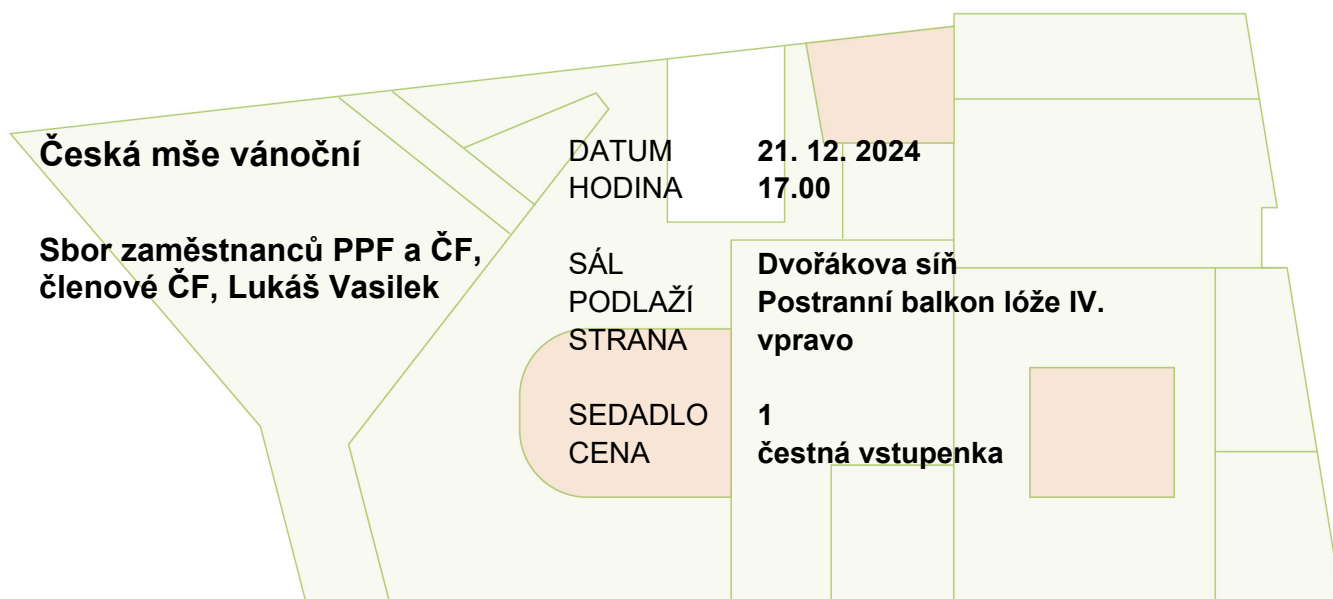 Česká mše vánoční
Sbor zaměstnanců PPF a ČF,
členové ČF, Lukáš Vasilek
DATUM 21. 12. 2024
HODINA 17.00
SÁL Dvořákova síň
PODLAŽÍ Postranní balkon lóže IV.
STRANA vpravo
SEDADLO 1
CENA čestná vstupenka